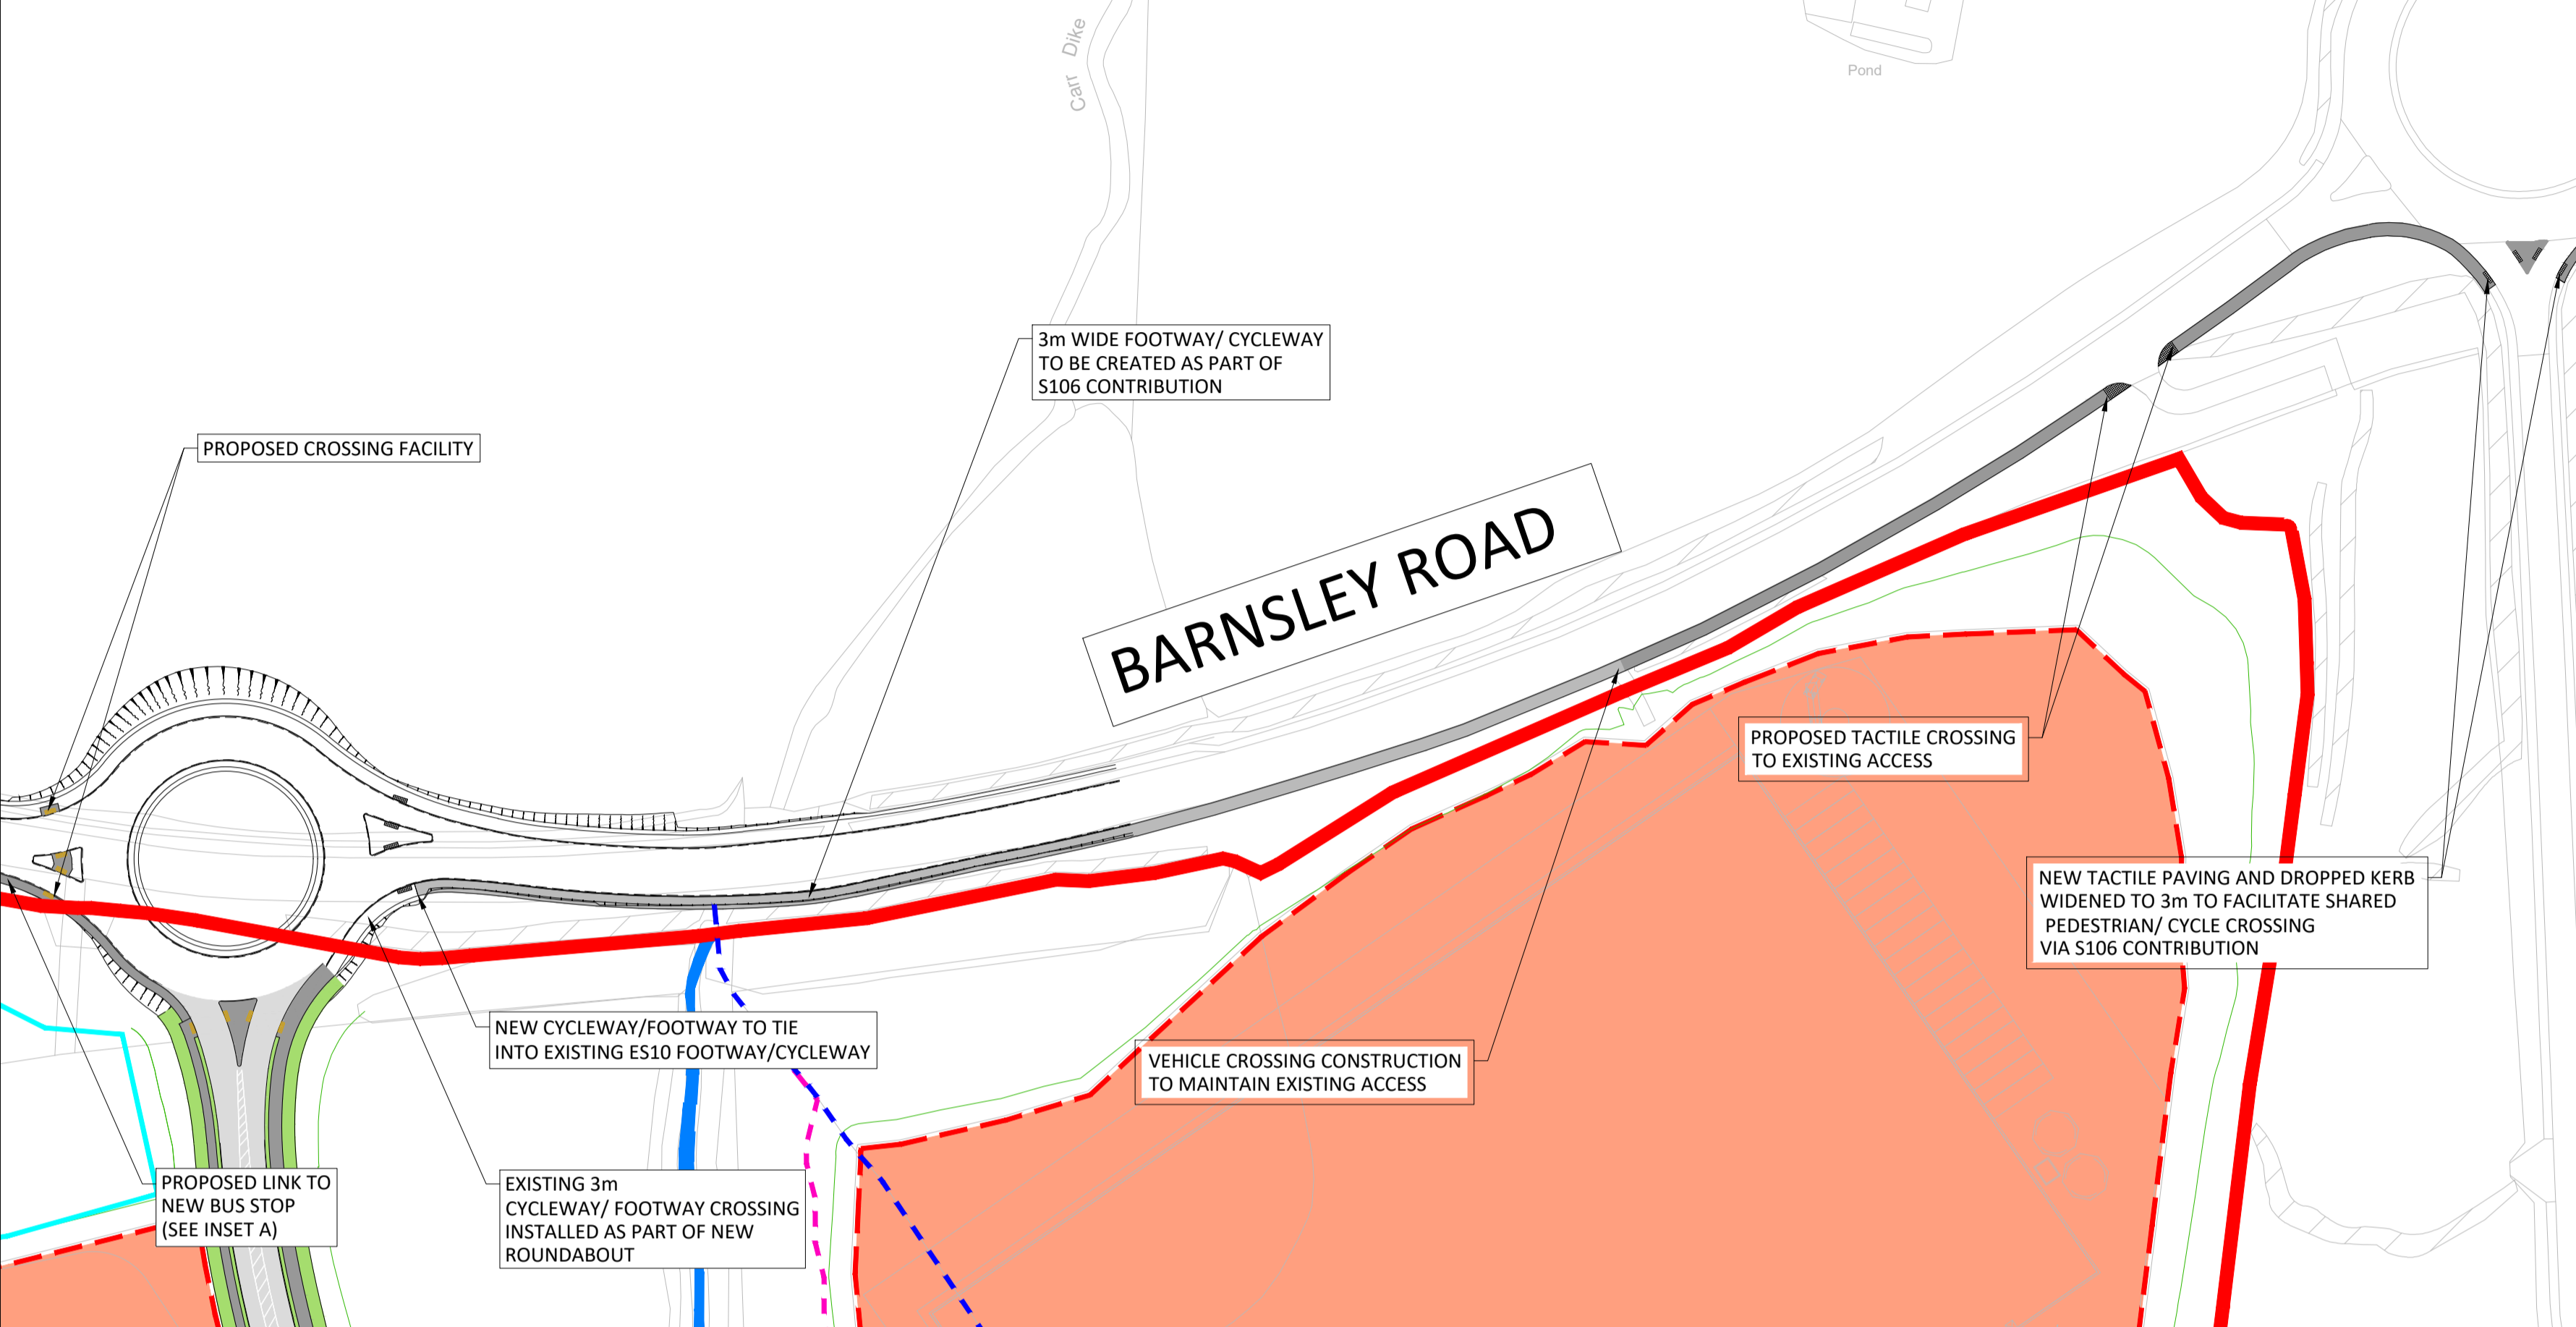 Carr Dike
Pond
3m WIDE FOOTWAY/ CYCLEWAY
TO BE CREATED AS PART OF
S106 CONTRIBUTION
PROPOSED CROSSING FACILITY
BARNSLEY ROAD
PROPOSED TACTILE CROSSING
TO EXISTING ACCESS
NEW TACTILE PAVING AND DROPPED KERB
WIDENED TO 3m TO FACILITATE SHARED
PEDESTRIAN/ CYCLE CROSSING
VIA S106 CONTRIBUTION
NEW CYCLEWAY/FOOTWAY TO TIE
INTO EXISTING ES10 FOOTWAY/CYCLEWAY
VEHICLE CROSSING CONSTRUCTION
TO MAINTAIN EXISTING ACCESS
PROPOSED LINK TO
NEW BUS STOP
(SEE INSET A)
EXISTING 3m
CYCLEWAY/ FOOTWAY CROSSING
INSTALLED AS PART OF NEW
ROUNDABOUT